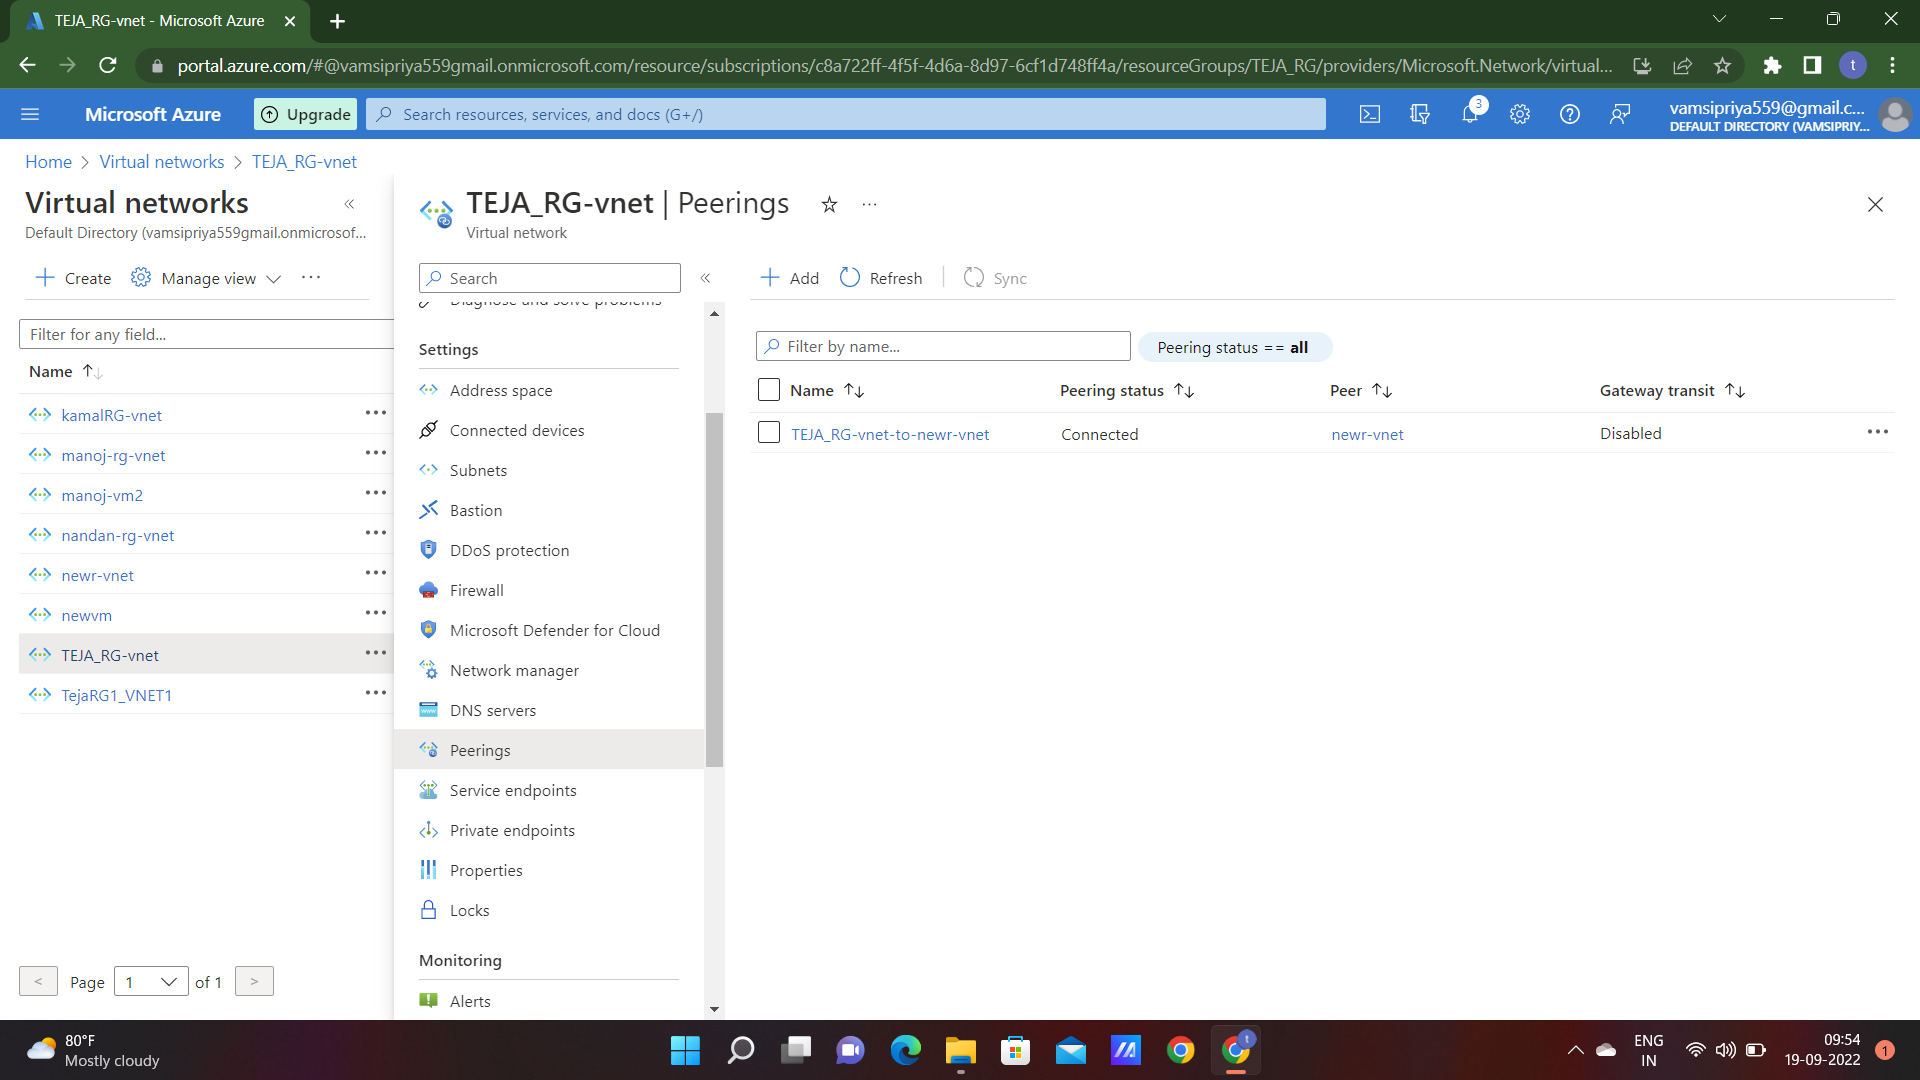 TEJA_RG-vnet - Microsoft Azure
portal.azure.com/#@vamsipriya559gmail.onmicrosoft.com/resource/subscriptions/c8a722ff-4f5f-4d6a-8d97-6cf1d748ff4a/resourceGroups/TEJA_RG/providers/Microsoft.Network/virtual...
t
Microsoft Azure
Upgrade
Search resources, services, and docs (G+/)
3
vamsipriya559@gmail.c...
DEFAULT DIRECTORY (VAMSIPRIY...
Home > Virtual networks > TEJA_RG-vnet
Virtual networks
Default Directory (vamsipriya559gmail.onmicrosof...
Create
Manage view
Filter for any field...
Name
kamalRG-vnet
manoj-rg-vnet
manoj-vm2
nandan-rg-vnet
newr-vnet
newvm
TEJA_RG-vnet
TejaRG1_VNET1
< Page 1 of 1 >
TEJA_RG-vnet | Peerings
Virtual network
Search
Diagnose and solve problems
Settings
Address space
Connected devices
Subnets
Bastion
DDoS protection
Firewall
Microsoft Defender for Cloud
Network manager
DNS servers
Peerings
Service endpoints
Private endpoints
Properties
Locks
Monitoring
Alerts
Add
Refresh
Sync
Filter by name...
Peering status == all
Name Peering status Peer Gateway transit
TEJA_RG-vnet-to-newr-vnet Connected newr-vnet Disabled
80°F
Mostly cloudy
t
ENG
IN
09:54
19-09-2022
1